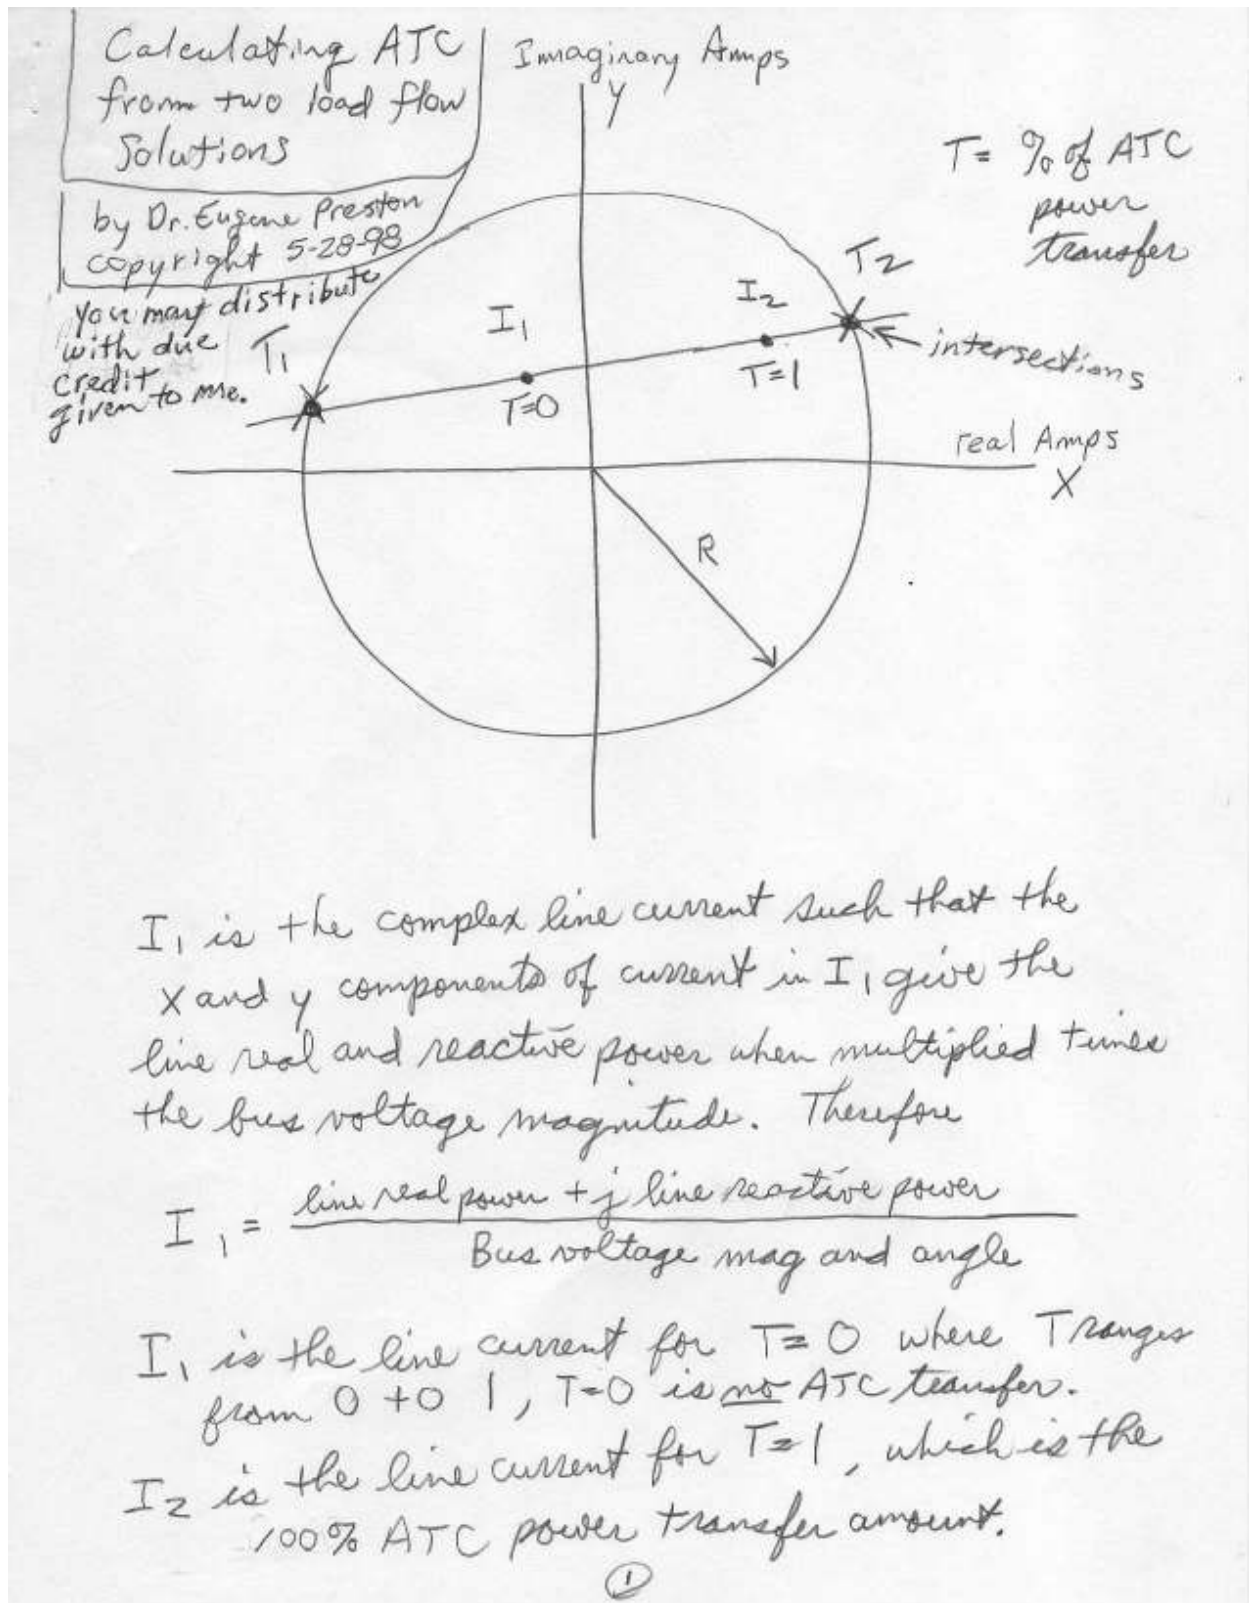 Calculating ATC
from two load flow
Solutions
by Dr. Eugene Preston
copyright 5-28-98
You may distribute
with due
credit
given to me.
Imaginary Amps
Y
T = % of ATC
power
transfer
T2
I2
I1
T1
T=1
T=0
intersections
real Amps
X
R
I1 is the complex line current such that the
X and y components of current in I1 give the
line real and reactive power when multiplied times
the bus voltage magnitude. Therefore
I1 = line real power + j line reactive power
Bus voltage mag and angle
I1 is the line current for T=0 where T ranges
from 0 to 1, T=0 is no ATC transfer.
I2 is the line current for T=1, which is the
100% ATC power transfer amount.
1